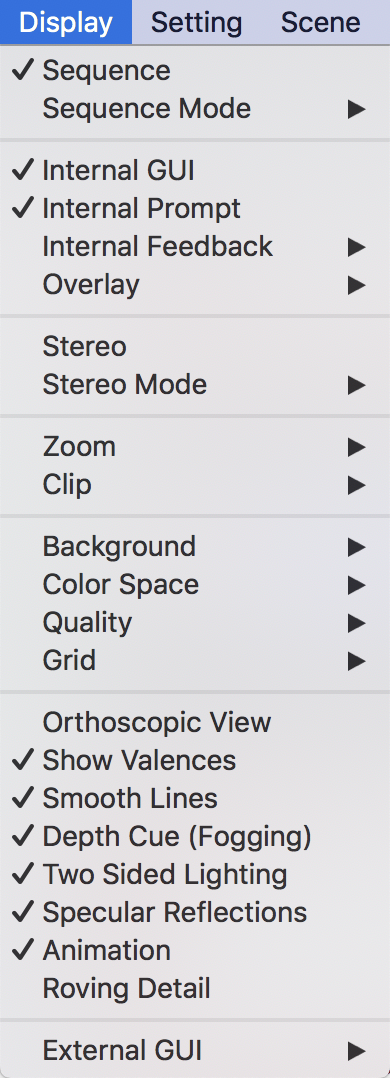 Display Setting Scene
Sequence
Sequence Mode
Internal GUI
Internal Prompt
Internal Feedback
Overlay
Stereo
Stereo Mode
Zoom
Clip
Background
Color Space
Quality
Grid
Orthoscopic View
Show Valences
Smooth Lines
Depth Cue (Fogging)
Two Sided Lighting
Specular Reflections
Animation
Roving Detail
External GUI